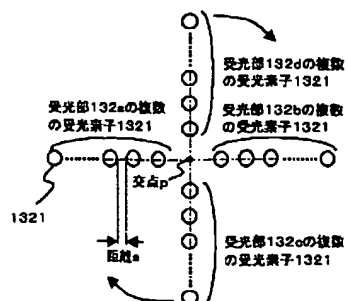 受光部132dの複数
の受光素子1321
受光部132aの複数
の受光素子1321
受光部132bの複数
の受光素子1321
交点p
1321
距離a
受光部132cの複数
の受光素子1321